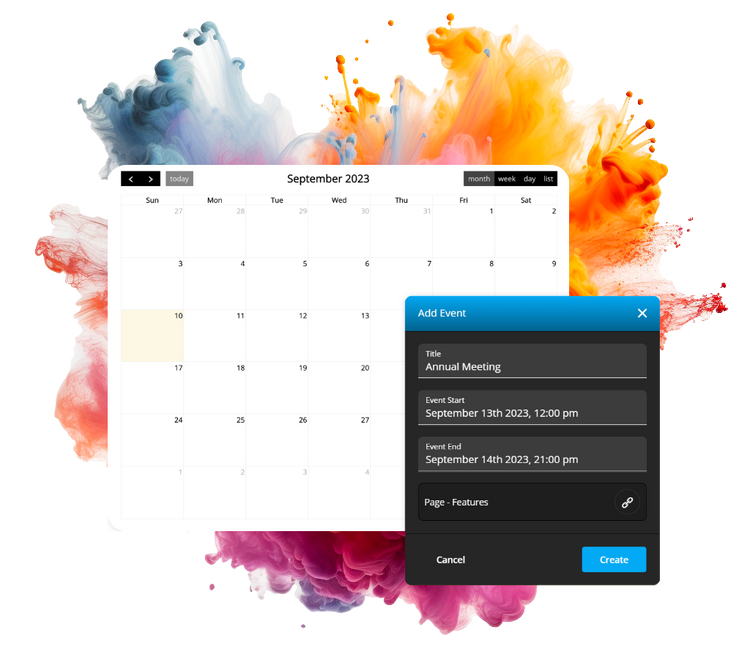 today
September 2023
month week day list
Sun Mon Tue Wed Thu Fri Sat
27 28 29 30 31 1 2
3 4 5 6 7 8 9
10 11 12 13
17 18 19 20
24 25 26 27
1 2 3 4
Add Event
Title
Annual Meeting
Event Start
September 13th 2023, 12:00 pm
Event End
September 14th 2023, 21:00 pm
Page - Features
Cancel Create